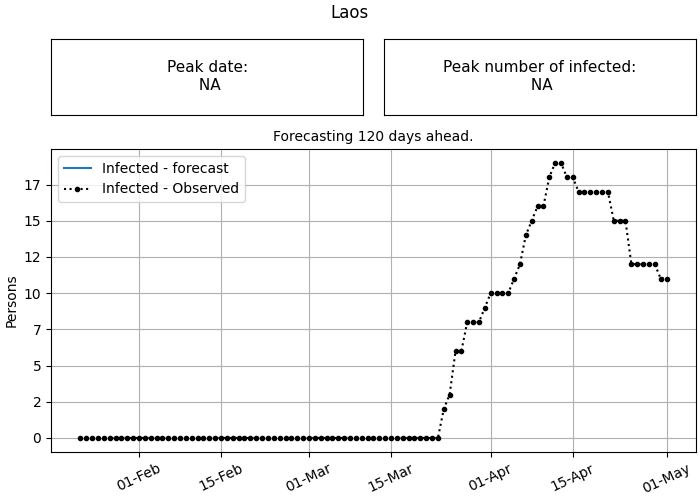 Laos
Peak date:
NA
Peak number of infected:
NA
Forecasting 120 days ahead.
Infected - forecast
Infected - Observed
Persons
17
15
12
10
7
5
2
0
01-Feb
15-Feb
01-Mar
15-Mar
01-Apr
15-Apr
01-May